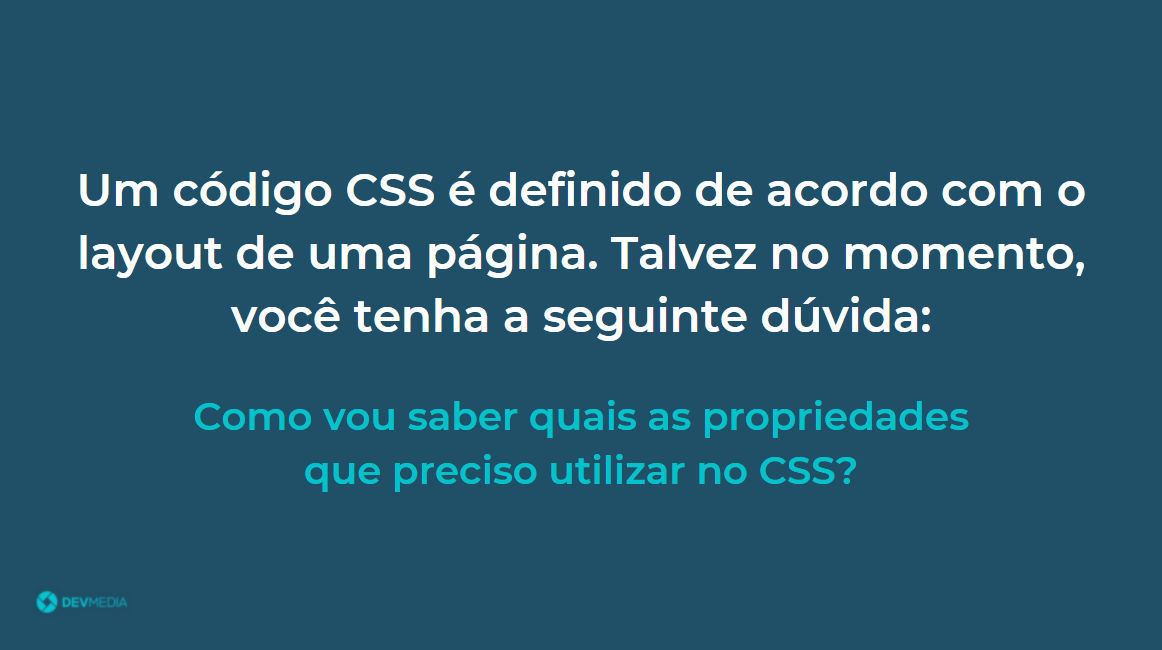 Um código CSS é definido de acordo com o
layout de uma página. Talvez no momento,
você tenha a seguinte dúvida:
Como vou saber quais as propriedades
que preciso utilizar no CSS?
DEVMEDIA